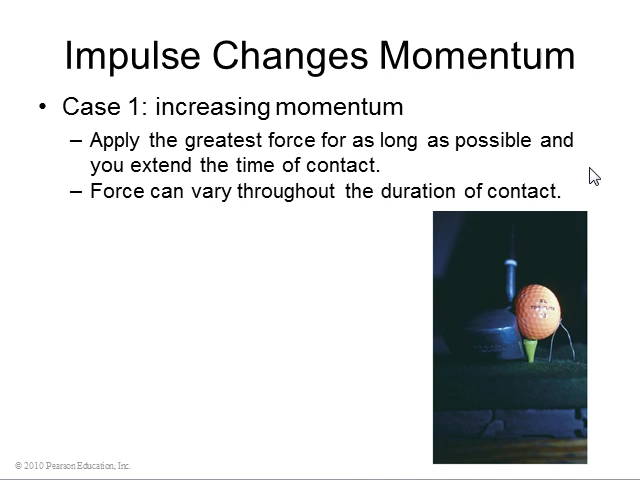 Impulse Changes Momentum
• Case 1: increasing momentum
– Apply the greatest force for as long as possible and
you extend the time of contact.
– Force can vary throughout the duration of contact.
© 2010 Pearson Education, Inc.